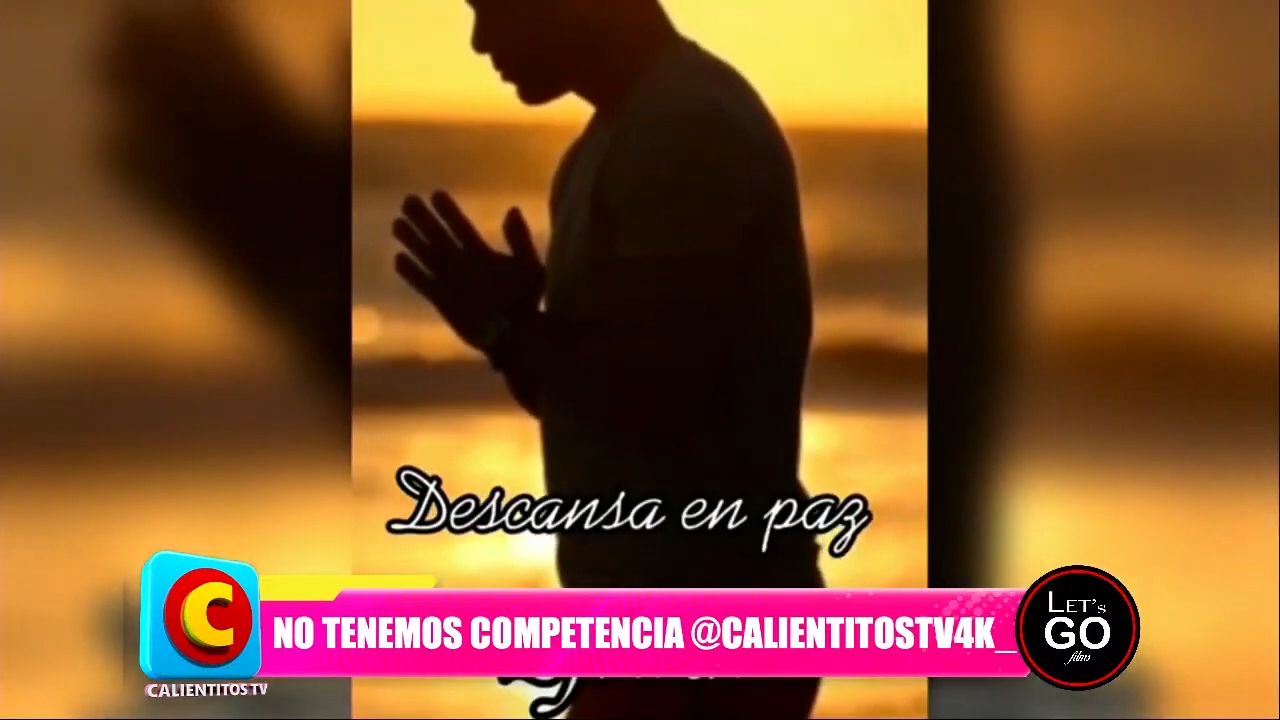 Descansa en paz
C
NO TENEMOS COMPETENCIA @CALIENTITOSTV4K_
CALIENTITOS TV
LET'S
GO
films